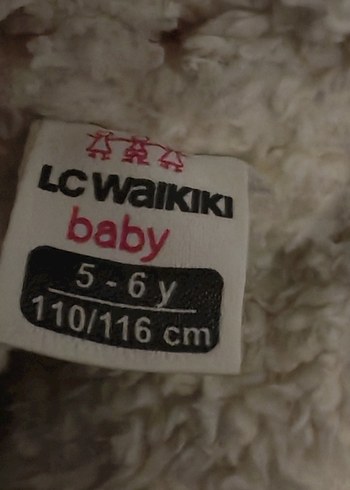 LC WAIKIKI
baby
5 - 6 y
110/116 cm